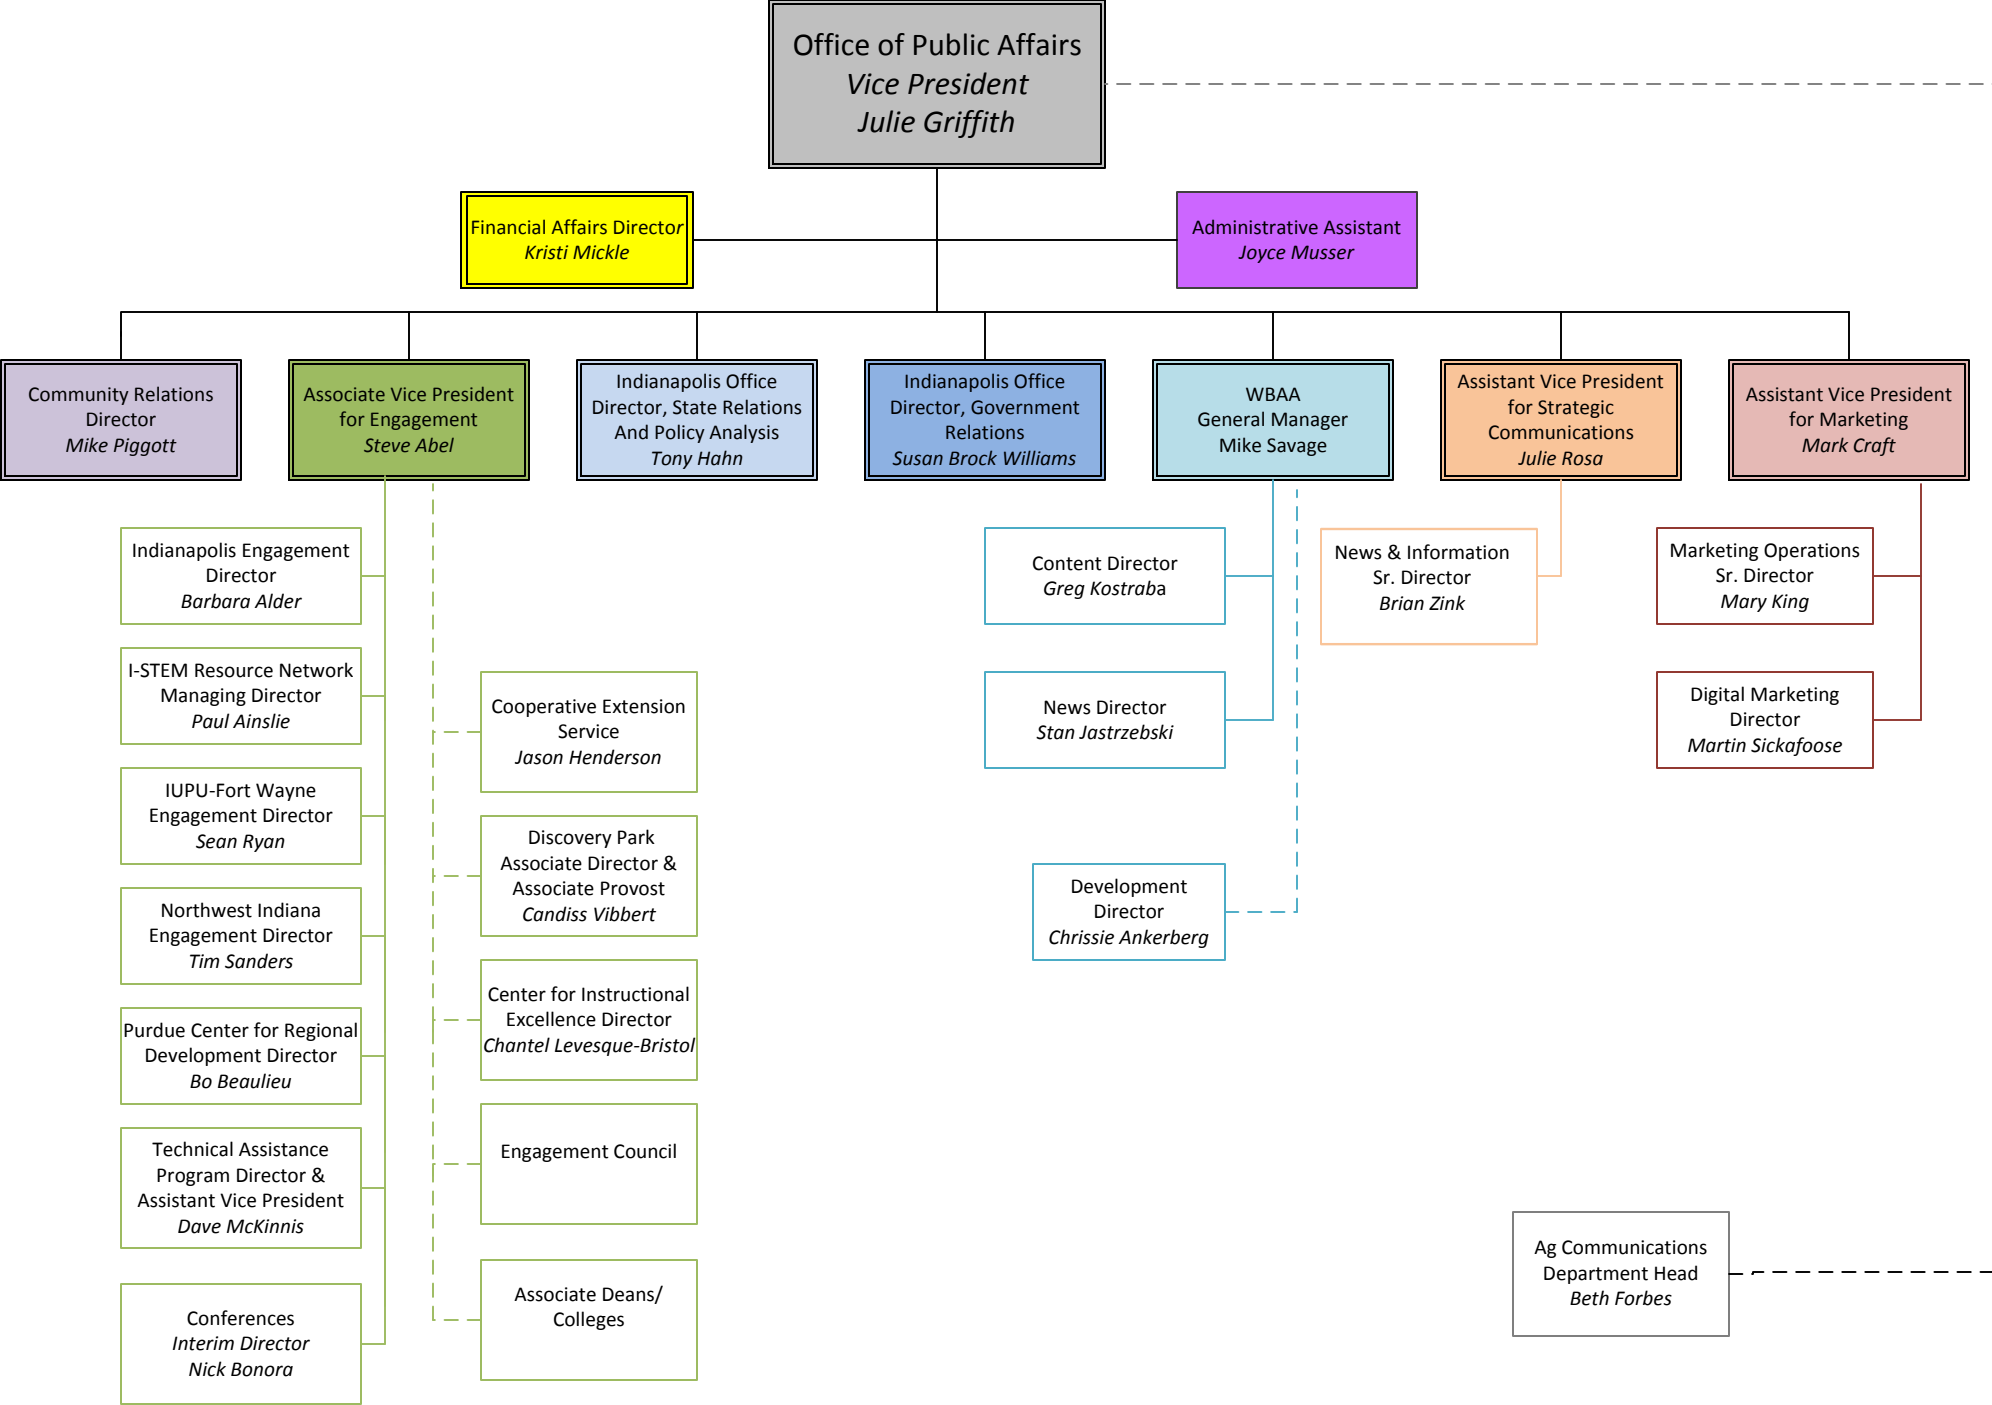 Office of Public Affairs
Vice President
Julie Griffith
Financial Affairs Director
Kristi Mickle
Administrative Assistant
Joyce Musser
Community Relations
Director
Mike Piggott
Associate Vice President
for Engagement
Steve Abel
Indianapolis Office
Director, State Relations
And Policy Analysis
Tony Hahn
Indianapolis Office
Director, Government
Relations
Susan Brock Williams
WBAA
General Manager
Mike Savage
Assistant Vice President
for Strategic
Communications
Julie Rosa
Assistant Vice President
for Marketing
Mark Craft
Indianapolis Engagement
Director
Barbara Alder
I-STEM Resource Network
Managing Director
Paul Ainslie
IUPU-Fort Wayne
Engagement Director
Sean Ryan
Northwest Indiana
Engagement Director
Tim Sanders
Purdue Center for Regional
Development Director
Bo Beaulieu
Technical Assistance
Program Director &
Assistant Vice President
Dave McKinnis
Conferences
Interim Director
Nick Bonora
Cooperative Extension
Service
Jason Henderson
Discovery Park
Associate Director &
Associate Provost
Candiss Vibbert
Center for Instructional
Excellence Director
Chantel Levesque-Bristol
Engagement Council
Associate Deans/
Colleges
Content Director
Greg Kostraba
News Director
Stan Jastrzebski
Development
Director
Chrissie Ankerberg
News & Information
Sr. Director
Brian Zink
Marketing Operations
Sr. Director
Mary King
Digital Marketing
Director
Martin Sickafoose
Ag Communications
Department Head
Beth Forbes